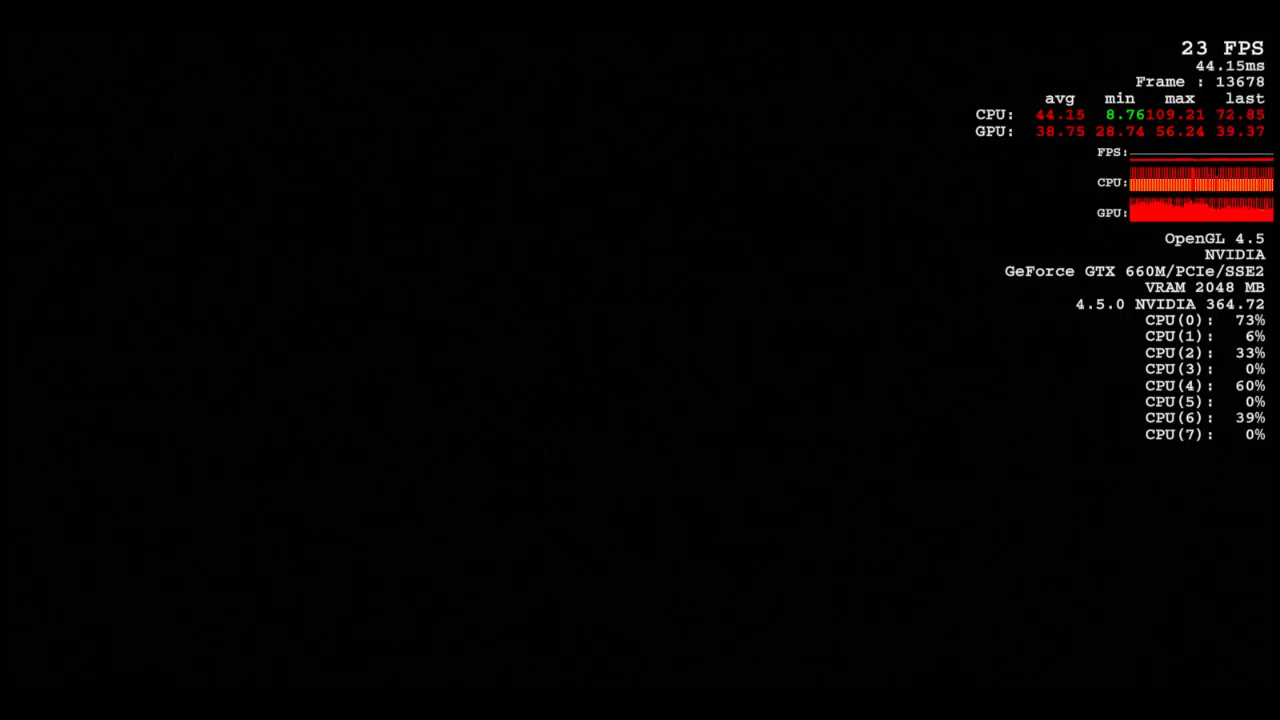 23 FPS
44.15ms
Frame : 13678
avg min max last
CPU: 44.15 8.76 109.21 72.85
GPU: 38.75 28.74 56.24 39.37
FPS:
CPU:
GPU:
OpenGL 4.5
NVIDIA
GeForce GTX 660M/PCIe/SSE2
VRAM 2048 MB
4.5.0 NVIDIA 364.72
CPU(0): 73%
CPU(1): 6%
CPU(2): 33%
CPU(3): 0%
CPU(4): 60%
CPU(5): 0%
CPU(6): 39%
CPU(7): 0%